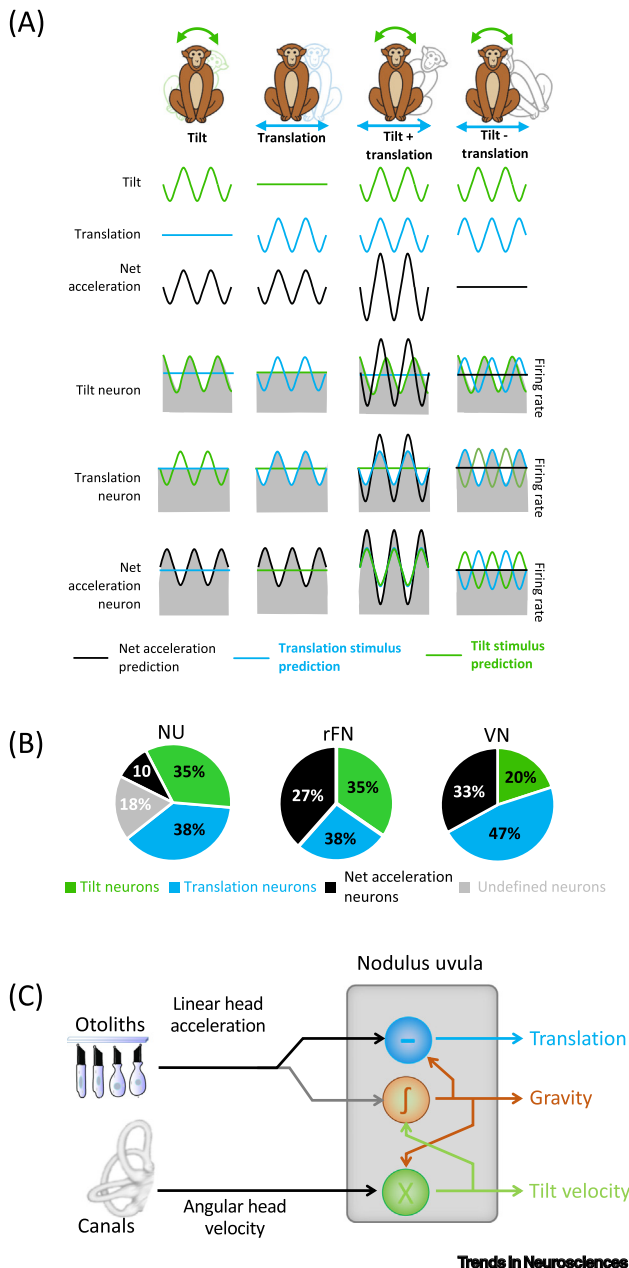 (A)
Tilt
Translation
Tilt +
translation
Tilt -
translation
Tilt
Translation
Net
acceleration
Tilt neuron
Firing rate
Translation
neuron
Firing rate
Net
acceleration
neuron
Firing rate
Net acceleration
prediction
Translation stimulus
prediction
Tilt stimulus
prediction
(B)
NU
rFN
VN
10
35%
18%
38%
27%
35%
38%
33%
20%
47%
Tilt neurons
Translation neurons
Net acceleration
neurons
Undefined neurons
(C)
Nodulus uvula
Linear head
acceleration
Otoliths
-
Translation
∫
Gravity
X
Tilt velocity
Angular head
velocity
Canals
Trends in Neurosciences